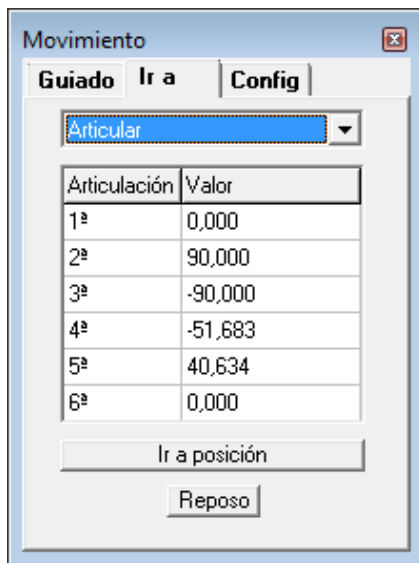 Movimiento
Guiado Ir a Config
Articular
Articulación Valor
1ª 0,000
2ª 90,000
3ª -90,000
4ª -51,683
5ª 40,634
6ª 0,000
Ir a posición
Reposo